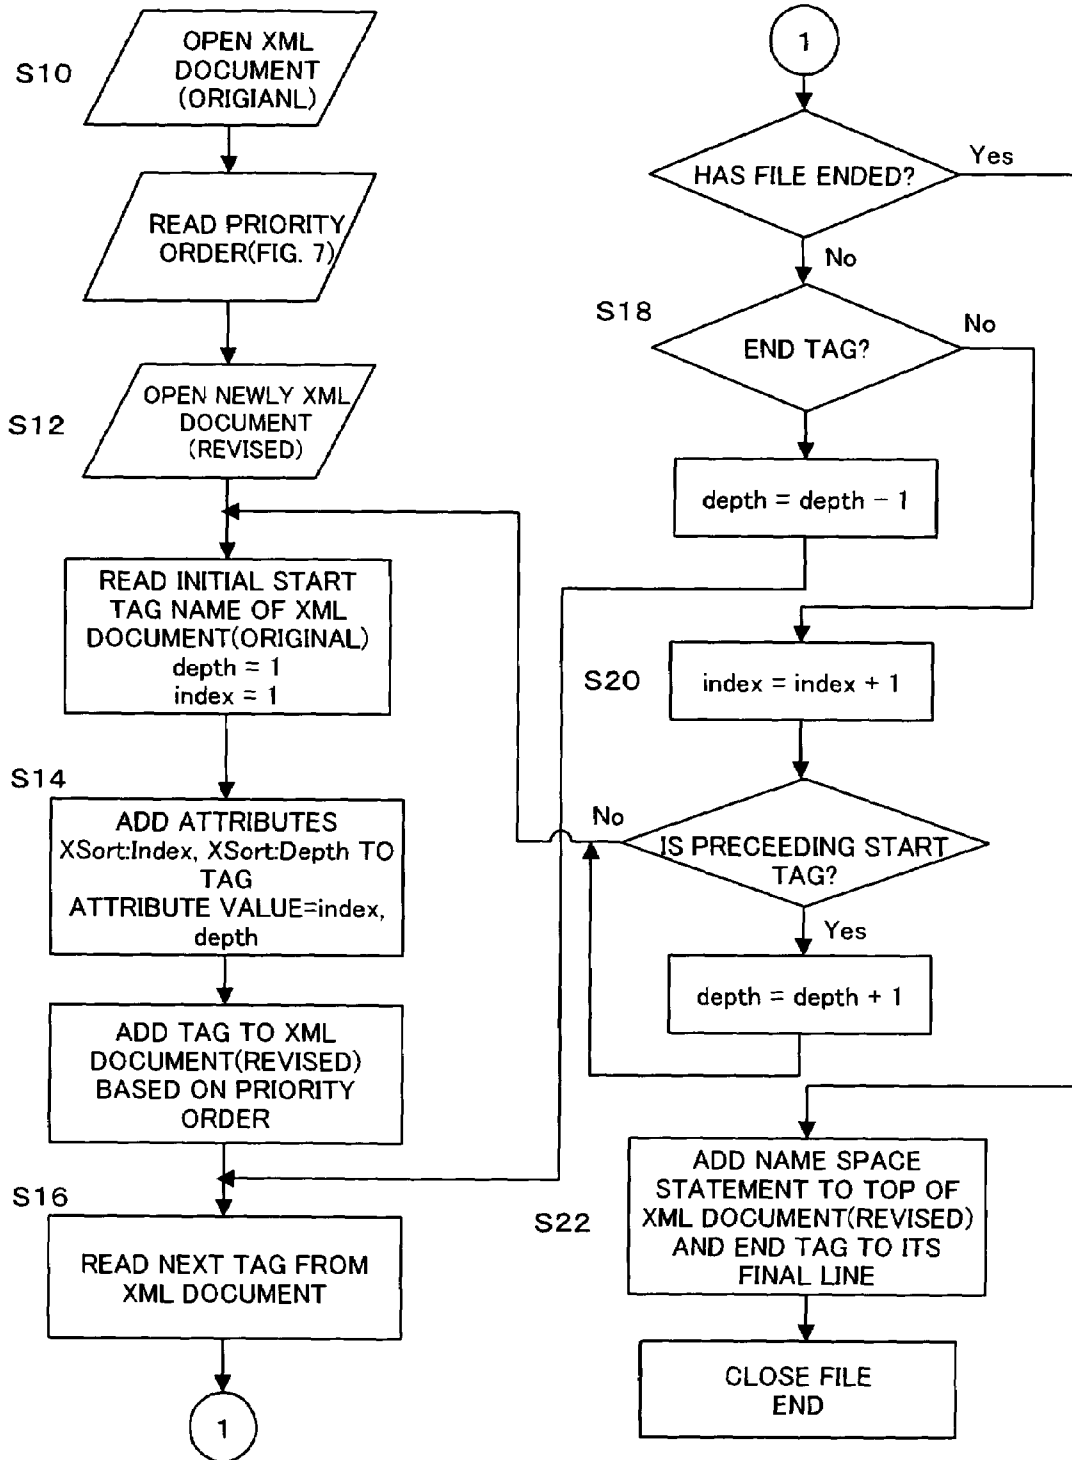 S10
OPEN XML
DOCUMENT
(ORIGIANL)
READ PRIORITY
ORDER(FIG. 7)
S12
OPEN NEWLY XML
DOCUMENT
(REVISED)
READ INITIAL START
TAG NAME OF XML
DOCUMENT(ORIGINAL)
depth = 1
index = 1
S14
ADD ATTRIBUTES
XSort:Index, XSort:Depth TO
TAG
ATTRIBUTE VALUE=index,
depth
ADD TAG TO XML
DOCUMENT(REVISED)
BASED ON PRIORITY
ORDER
S16
READ NEXT TAG FROM
XML DOCUMENT
1
1
HAS FILE ENDED?
Yes
No
S18
END TAG?
No
depth = depth - 1
S20
index = index + 1
No
IS PRECEEDING START
TAG?
Yes
depth = depth + 1
S22
ADD NAME SPACE
STATEMENT TO TOP OF
XML DOCUMENT(REVISED)
AND END TAG TO ITS
FINAL LINE
CLOSE FILE
END